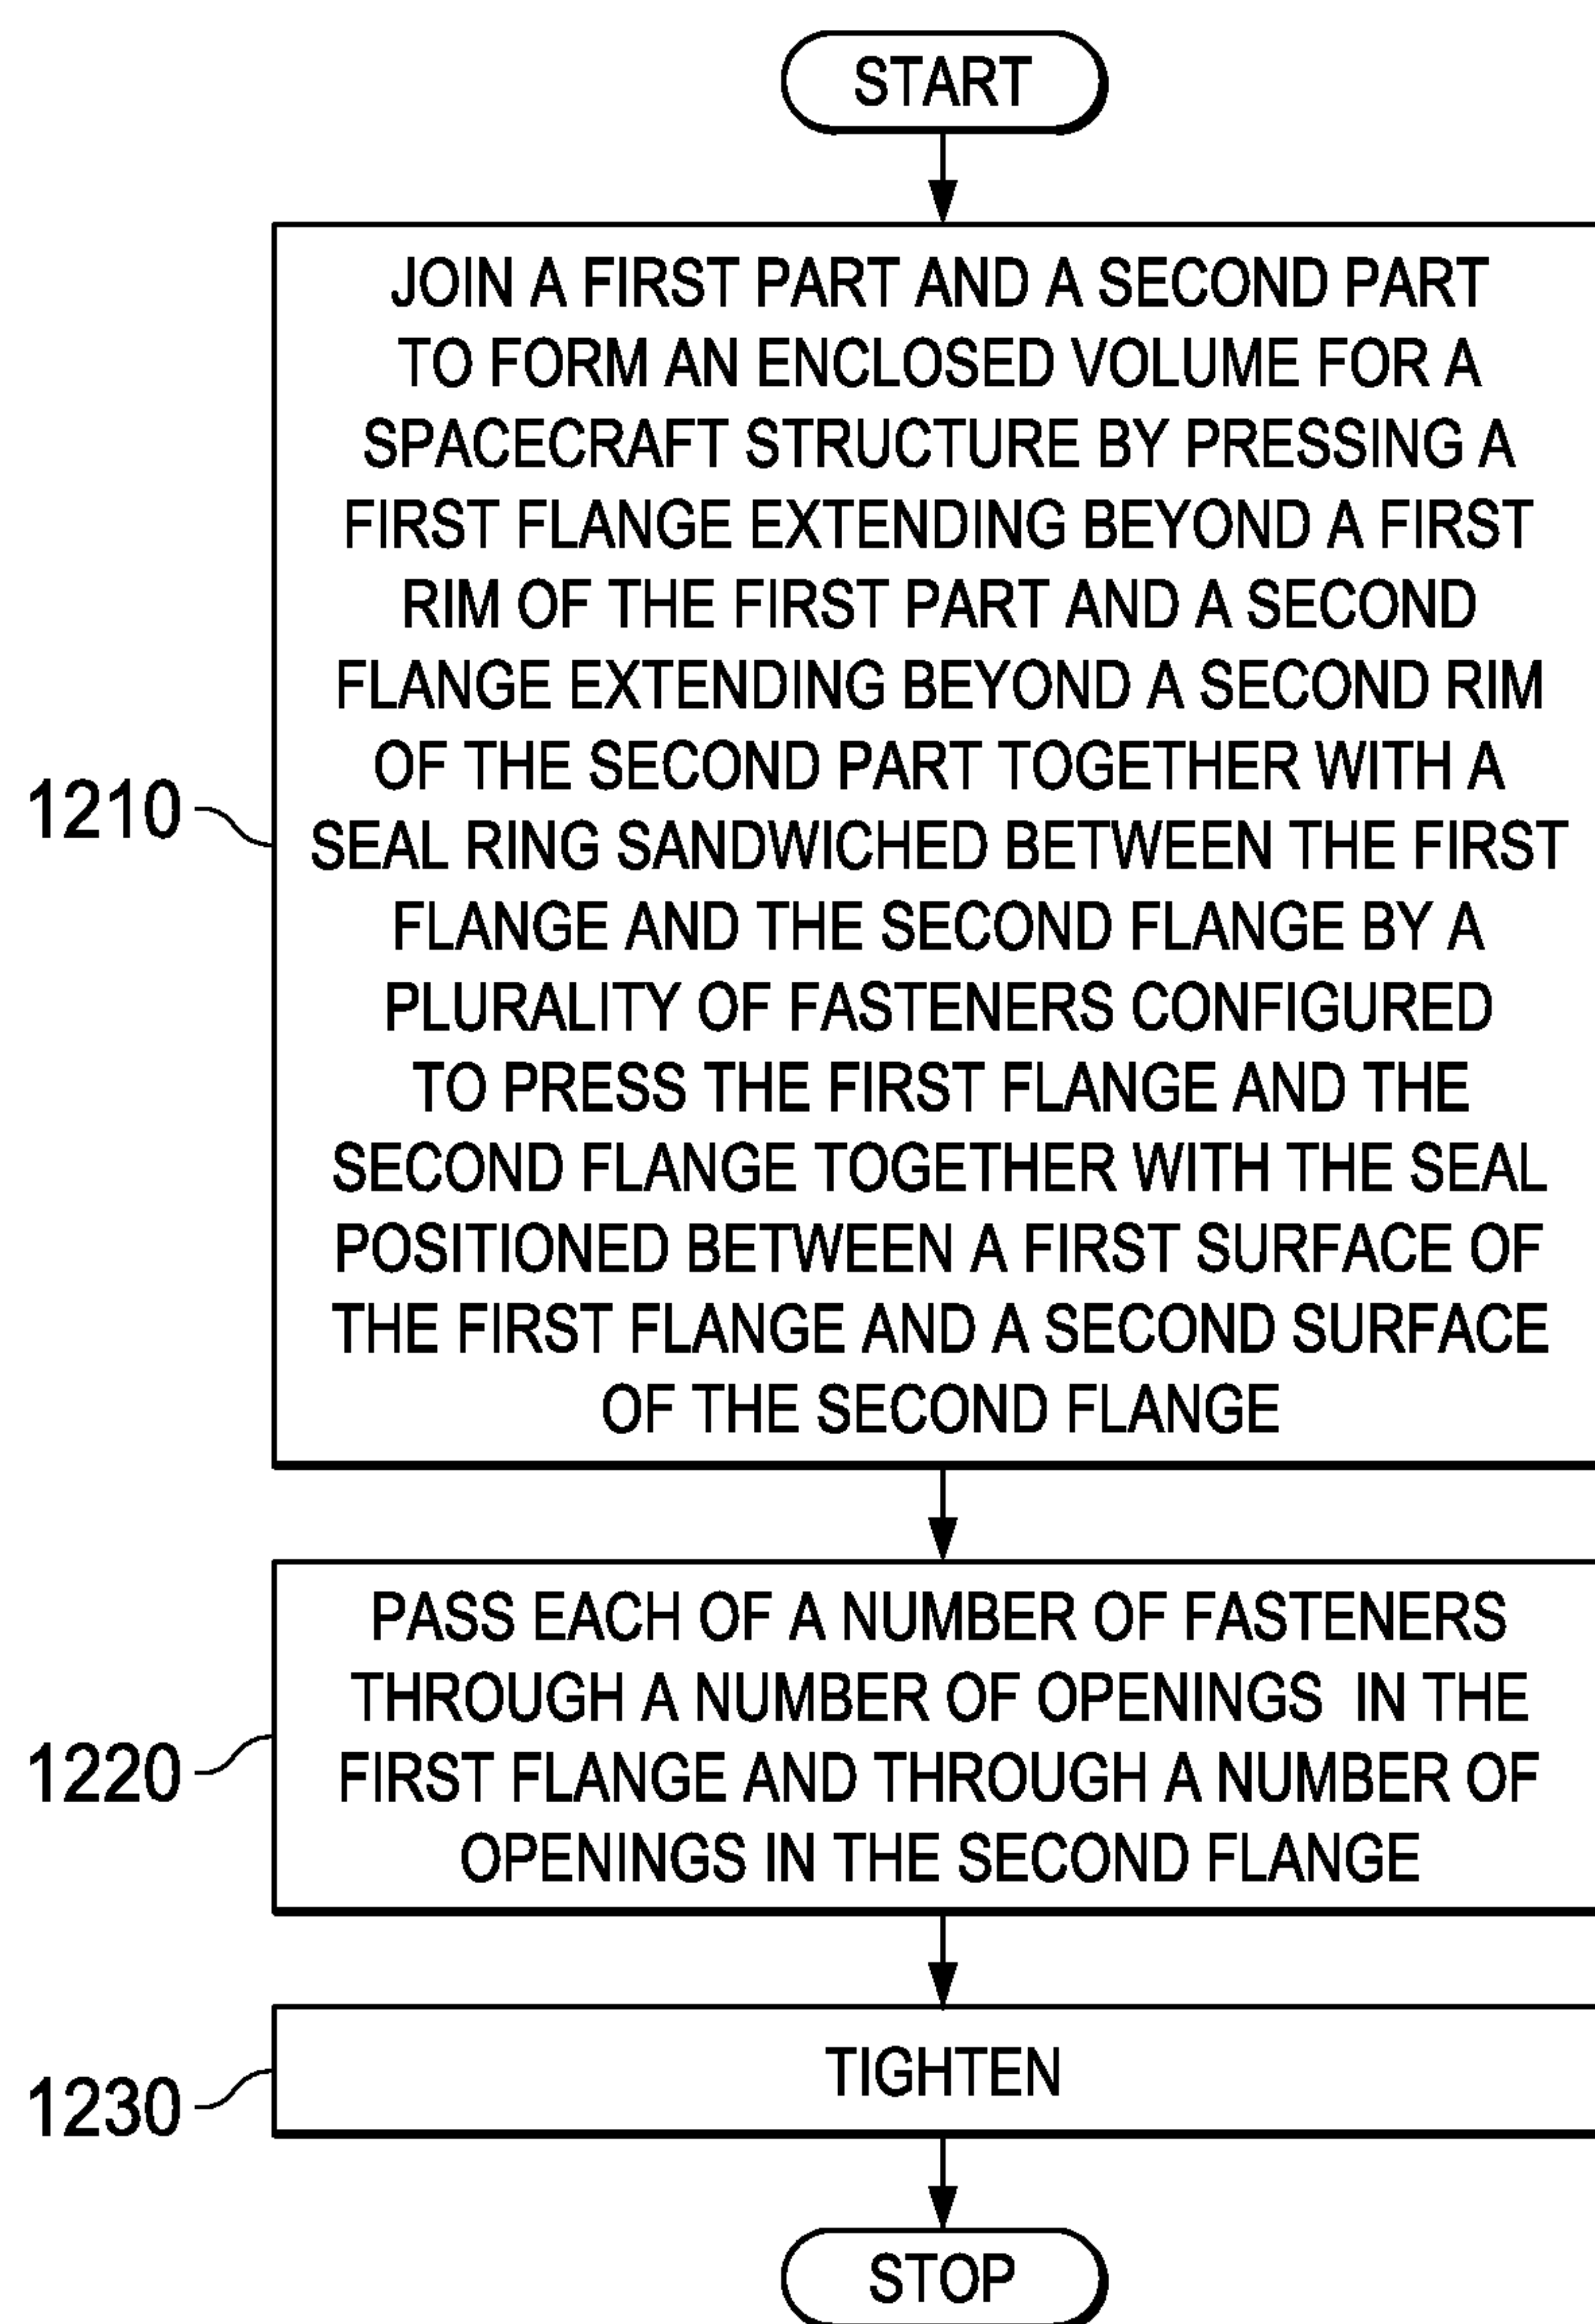 START
JOIN A FIRST PART AND A SECOND PART
TO FORM AN ENCLOSED VOLUME FOR A
SPACECRAFT STRUCTURE BY PRESSING A
FIRST FLANGE EXTENDING BEYOND A FIRST
RIM OF THE FIRST PART AND A SECOND
FLANGE EXTENDING BEYOND A SECOND RIM
OF THE SECOND PART TOGETHER WITH A
SEAL RING SANDWICHED BETWEEN THE FIRST
FLANGE AND THE SECOND FLANGE BY A
PLURALITY OF FASTENERS CONFIGURED
TO PRESS THE FIRST FLANGE AND THE
SECOND FLANGE TOGETHER WITH THE SEAL
POSITIONED BETWEEN A FIRST SURFACE OF
THE FIRST FLANGE AND A SECOND SURFACE
OF THE SECOND FLANGE
1210
PASS EACH OF A NUMBER OF FASTENERS
THROUGH A NUMBER OF OPENINGS IN THE
FIRST FLANGE AND THROUGH A NUMBER OF
OPENINGS IN THE SECOND FLANGE
1220
TIGHTEN
1230
STOP